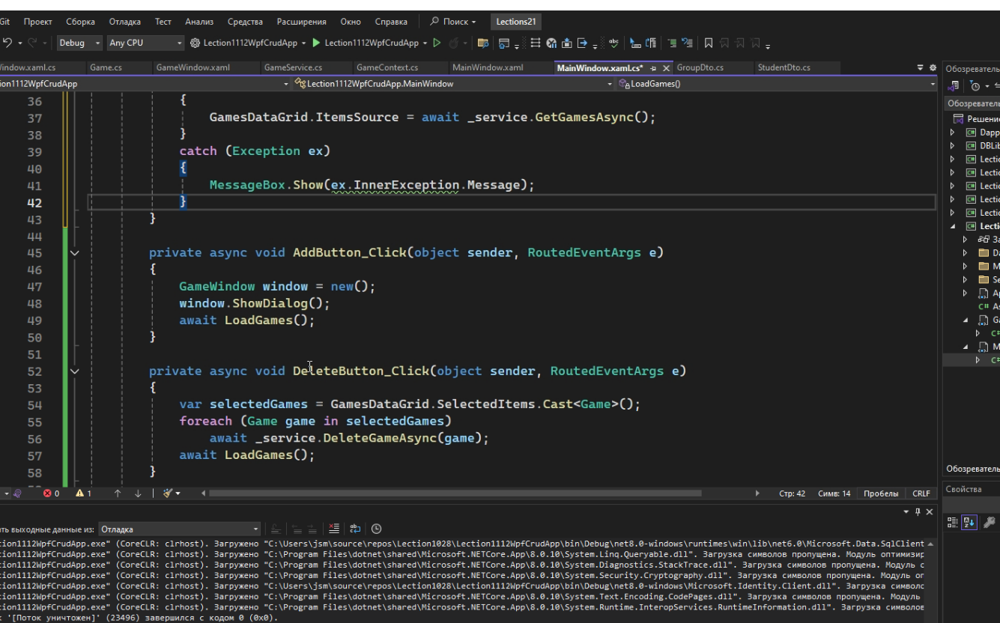 Git Проект Сборка Отладка Тест Анализ Средства Расширения Окно Справка Поиск Lections21
Debug Any CPU Lection1112WpfCrudApp Lection1112WpfCrudApp
Window.xaml.cs Game.cs GameWindow.xaml GameService.cs GameContext.cs MainWindow.xaml MainWindow.xaml.cs* GroupDto.cs StudentDto.cs
ion1112WpfCrudApp Lection1112WpfCrudApp.MainWindow LoadGames()
36 {
37 GamesDataGrid.ItemsSource = await _service.GetGamesAsync();
38 }
39 catch (Exception ex)
40 {
41 MessageBox.Show(ex.InnerException.Message);
42 }
43 }
44
45 private async void AddButton_Click(object sender, RoutedEventArgs e)
46 {
47 GameWindow window = new();
48 window.ShowDialog();
49 await LoadGames();
50 }
51
52 private async void DeleteButton_Click(object sender, RoutedEventArgs e)
53 {
54 var selectedGames = GamesDataGrid.SelectedItems.Cast<Game>();
55 foreach (Game game in selectedGames)
56 await _service.DeleteGameAsync(game);
57 await LoadGames();
58 }
0 1 Стр: 42 Симв: 14 Пробелы CRLF
ть выходные данные из: Отладка
tion1112WpfCrudApp.exe" (CoreCLR: clrhost). Загружено "C:\Users\jsm\source\repos\Lection1028\Lection1112WpfCrudApp\bin\Debug\net8.0-windows\runtimes\win\lib\net6.0\Microsoft.Data.SqlClient
tion1112WpfCrudApp.exe" (CoreCLR: clrhost). Загружено "C:\Program Files\dotnet\shared\Microsoft.NETCore.App\8.0.10\System.Linq.Queryable.dll". Загрузка символов пропущена. Модуль оптимизир
tion1112WpfCrudApp.exe" (CoreCLR: clrhost). Загружено "C:\Program Files\dotnet\shared\Microsoft.NETCore.App\8.0.10\System.Diagnostics.StackTrace.dll". Загрузка символов пропущена. Модуль с
tion1112WpfCrudApp.exe" (CoreCLR: clrhost). Загружено "C:\Program Files\dotnet\shared\Microsoft.NETCore.App\8.0.10\System.Security.Cryptography.dll". Загрузка символов пропущена. Модуль оп
tion1112WpfCrudApp.exe" (CoreCLR: clrhost). Загружено "C:\Users\jsm\source\repos\Lection1028\Lection1112WpfCrudApp\bin\Debug\net8.0-windows\Microsoft.Identity.Client.dll". Загрузка символо
tion1112WpfCrudApp.exe" (CoreCLR: clrhost). Загружено "C:\Program Files\dotnet\shared\Microsoft.NETCore.App\8.0.10\System.Text.Encoding.CodePages.dll". Загрузка символов пропущена. Модуль
tion1112WpfCrudApp.exe" (CoreCLR: clrhost). Загружено "C:\Program Files\dotnet\shared\Microsoft.NETCore.App\8.0.10\System.Runtime.InteropServices.RuntimeInformation.dll". Загрузка символов
к '[Поток уничтожен]' (23496) завершился с кодом 0 (0x0).
Обозреватель
Обозревател
Решение
Dapp
DBLib
Lectio
Lectio
Lectio
Lectio
Lectio
Lecti
За
Da
M
Se
Ap
C# As
Ga
C#
M
C#
Обозреватель
Свойства